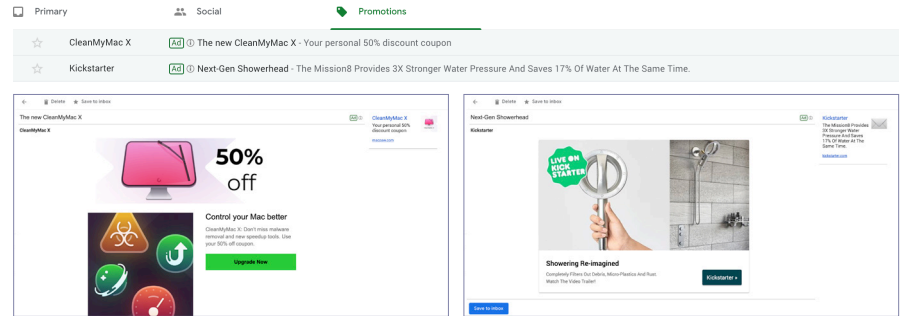 Primary
Social
Promotions
CleanMyMac X
Ad The new CleanMyMac X - Your personal 50% discount coupon
Kickstarter
Ad Next-Gen Showerhead - The Mission8 Provides 3X Stronger Water Pressure And Saves 17% Of Water At The Same Time.
Delete
Save to Inbox
The new CleanMyMac X
Ad
CleanMyMac X
CleanMyMac X
Your personal 50%
discount coupon
50%
off
Control your Mac better
CleanMyMac X: Don't miss malware
removal and new speedup tools. Use
your 50% off coupon.
Upgrade Now
Delete
Save to Inbox
Next-Gen Showerhead
Ad
Kickstarter
Kickstarter
The Mission8 Provides
3X Stronger Water
Pressure And Saves
17% Of Water At The
Same Time.
kickstarter.com
LIVE ON
KICK
STARTER
Showering Re-imagined
Completely Filters Out Debris, Micro Plastics And Rust.
Watch The Video Trailer!
Kickstarter »
Save to Inbox